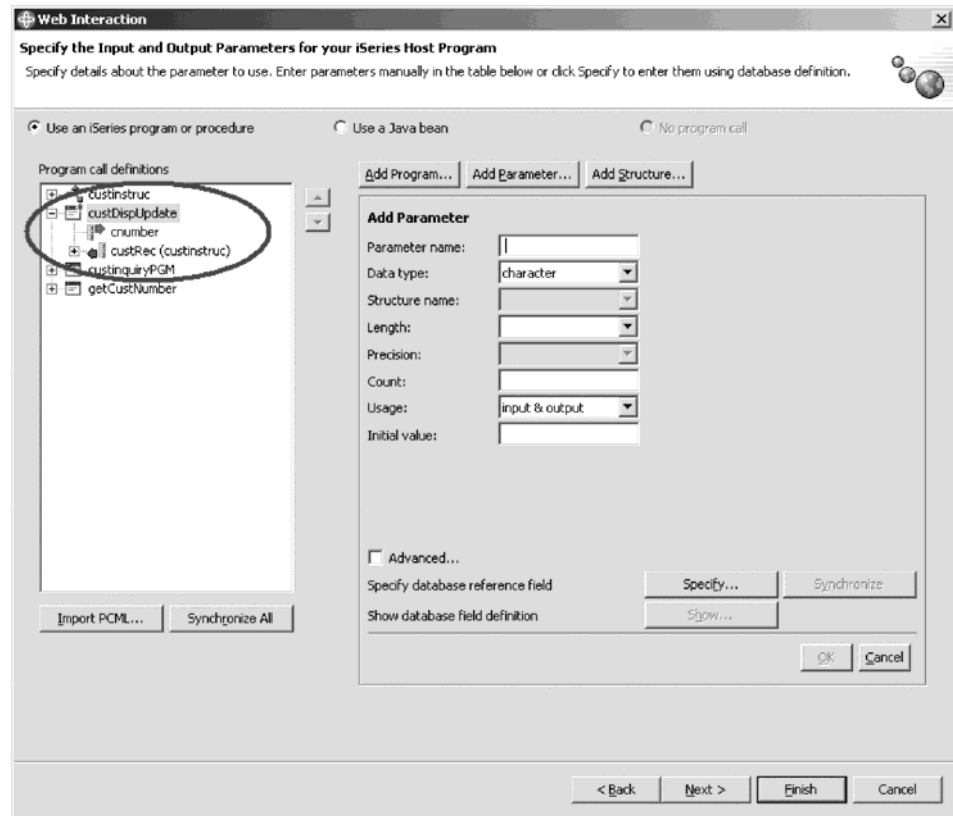 Web Interaction
Specify the Input and Output Parameters for your iSeries Host Program
Specify details about the parameter to use. Enter parameters manually in the table below or click Specify to enter them using database definition.
Use an iSeries program or procedure
Use a Java bean
No program call
Program call definitions
custinstruc
custDispUpdate
cnumber
custRec (custinstruc)
custinquiryPGM
getCustNumber
Import PCML...
Synchronize All
Add Program...
Add Parameter...
Add Structure...
Add Parameter
Parameter name:
Data type:
character
Structure name:
Length:
Precision:
Count:
Usage:
input & output
Initial value:
Advanced...
Specify database reference field
Specify...
Synchronize
Show database field definition
Show...
OK
Cancel
< Back
Next >
Finish
Cancel